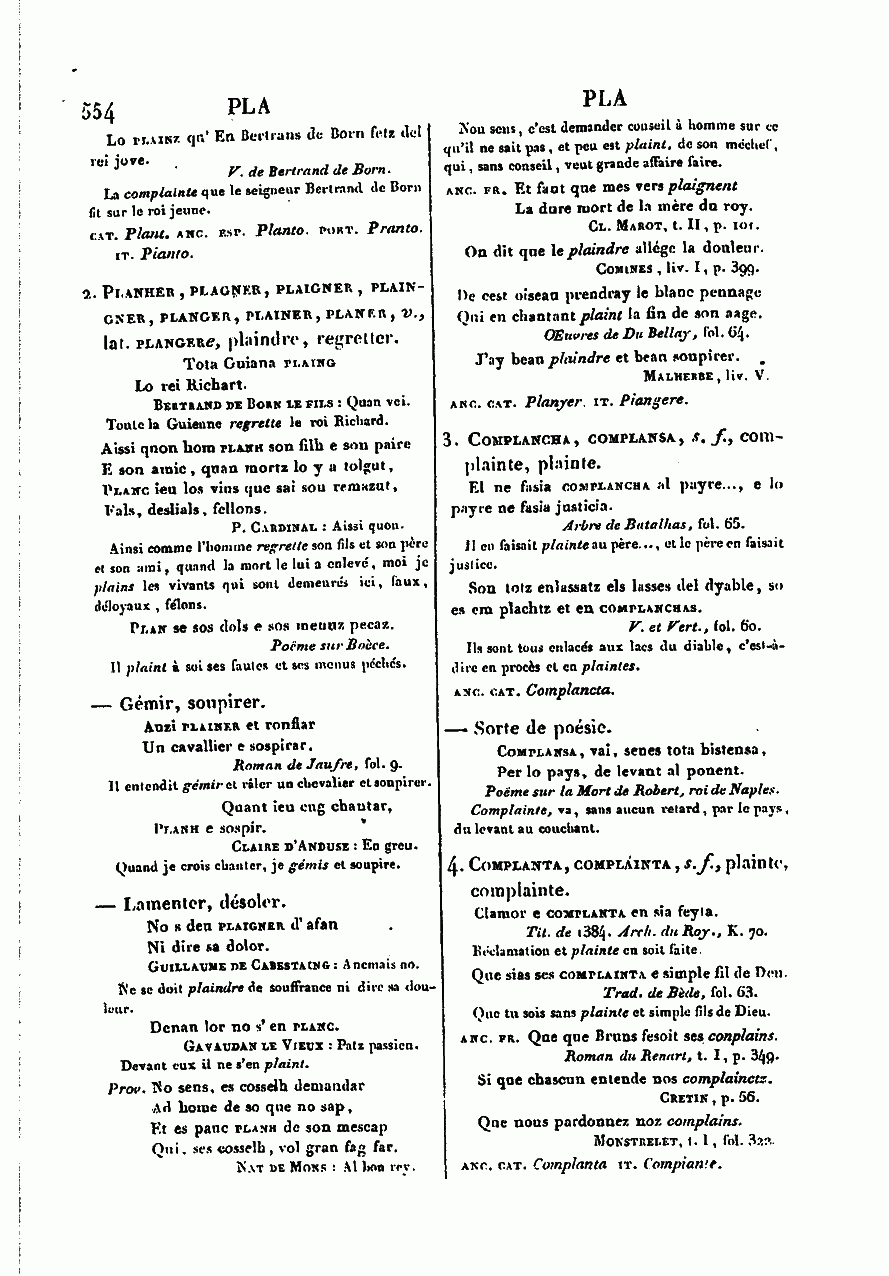 554 PLA
Lo PLAINZ qu' En Bertrans de Born fetz del
rei jove.
V. de Bertrand de Born.
La complainte que le seigneur Bertrand de Born
fit sur le roi jeune.
CAT. Plant. ANC. ESP. Planto. PORT. Pranto.
IT. Pianto.
2. PLANHER, PLAGNER, PLAIGNER, PLAIN-
GNER, PLANGER, PLAINER, PLANER, v.,
lat. PLANGERe, plaindre, regretter.
Tota Guiana PLAING
Lo rei Richart.
BERTRAND DE BORN LE FILS : Quan vei.
Toute la Guienne regrette le roi Richard.
Aissi quon hom PLANH son filh e son paire
E son amic, quan mortz lo y a tolgut,
PLANC ieu los vius que sai sou remazut,
Fals, deslials, fellons.
P. CARDINAL : Aissi quon.
Ainsi comme l'homme regrette son fils et son père
et son ami, quand la mort le lui a enlevé, moi je
plains les vivants qui sont demeurés ici, faux,
déloyaux, félons.
PLAN se sos dols e sos menuz pecaz.
Poëme sur Boèce.
Il plaint à soi ses fautes et ses menus péchés.
— Gémir, soupirer.
Auzi PLAINER et ronflar
Un cavallier e sospirar.
Roman de Jaufre, fol. 9.
Il entendit gémir et râler un chevalier et soupirer.
Quant ieu cug chantar,
PLANH e sospir.
CLAIRE D'ANDUSE : En greu.
Quand je crois chanter, je gémis et soupire.
— Lamenter, désoler.
No s deu PLAIGNER d'afan
Ni dire sa dolor.
GUILLAUME DE CABESTAING : Ancmais no.
Ne se doit plaindre de souffrance ni dire sa dou-
leur.
Denan lor no s'en PLANC.
GAVAUDAN LE VIEUX : Patz passien.
Devant eux il ne s'en plaint.
Prov. No sens, es cosselh demandar
Ad home de so que no sap,
Et es pauc PLANH de son mescap
Qui, ses cosselh, vol gran fag far.
NAT DE MONS : Al bon rey.
PLA
Non sens, c'est demander conseil à homme sur ce
qu'il ne sait pas, et peu est plaint, de son méchef,
qui, sans conseil, veut grande affaire faire.
ANC. FR. Et faut que mes vers plaignent
La dure mort de la mère du roy.
CL. MAROT, t. II, p. 101.
On dit que le plaindre allége la douleur.
COMINES, liv. I, p. 399.
De cest oiseau prendray le blanc pennage
Qui en chantant plaint la fin de son aage.
Œuvres de Du Bellay, fol. 64.
J'ay beau plaindre et beau soupirer.
MALHERBE, liv. V.
ANC. CAT. Planyer. IT. Piangere.
3. COMPLANCHA, COMPLANSA, s. f., com-
plainte, plainte.
El ne fasia COMPLANCHA al payre..., e lo
payre ne fasia justicia.
Arbre de Batalhas, fol. 65.
Il en faisait plainte au père..., et le père en faisait
justice.
Son totz enlassatz els lasses del dyable, so
es em plachtz et en COMPLANCHAS.
V. et Vert., fol. 60.
Ils sont tous enlacés aux lacs du diable, c'est-à-
dire en procès et en plaintes.
ANC. CAT. Complancta.
— Sorte de poésie.
COMPLANSA, vai, senes tota bistensa,
Per lo pays, de levant al ponent.
Poëme sur la Mort de Robert, roi de Naples.
Complainte, va, sans aucun retard, par le pays,
du levant au couchant.
4. COMPLANTA, COMPLAINTA, s. f., plainte,
complainte.
Clamor e COMPLANTA en sia feyta.
Tit. de 1384. Arch. du Roy., K. 70.
Réclamation et plainte en soit faite.
Que sias ses COMPLAINTA e simple fil de Deu.
Trad. de Bède, fol. 63.
Que tu sois sans plainte et simple fils de Dieu.
ANC. FR. Que que Bruns fesoit ses conplains.
Roman du Renart, t. I, p. 349.
Si que chascun entende nos complainctz.
CRETIN, p. 56.
Que nous pardonnez noz complains.
MONSTRELET, t. I, fol. 322.
ANC. CAT. Complanta IT. Compianto.